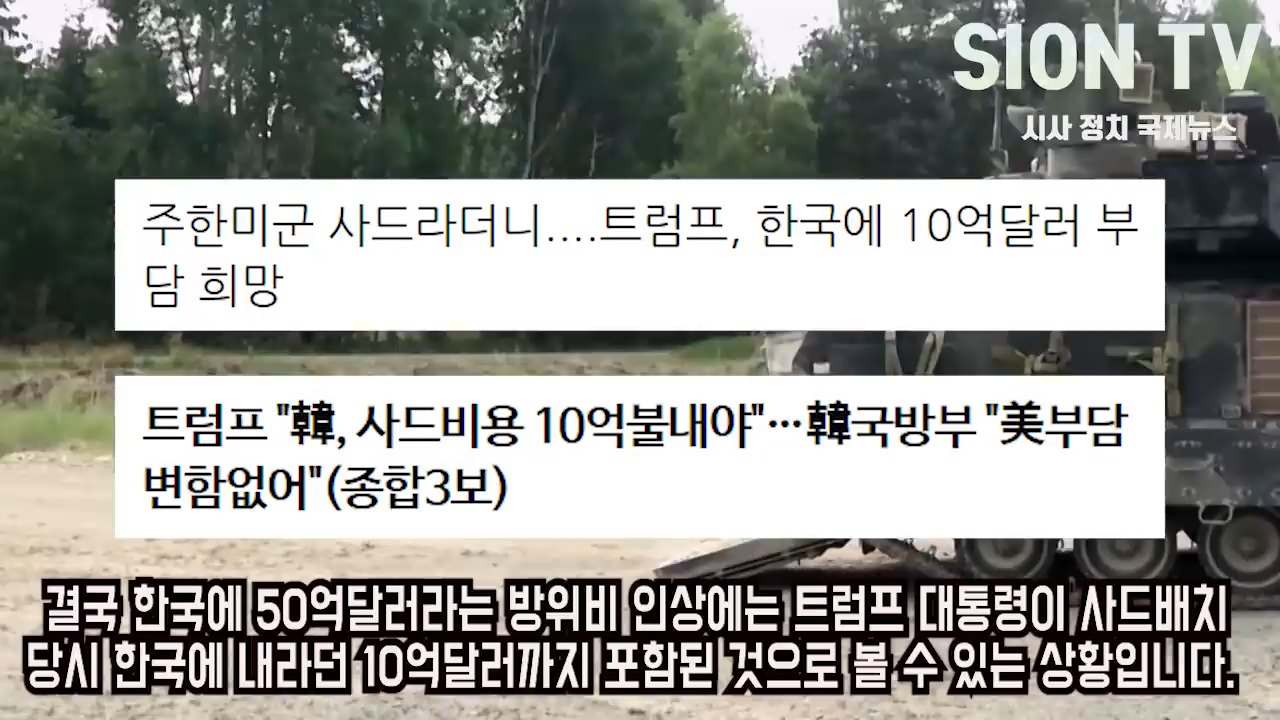 SION TV
시사 정치 국제뉴스
주한미군 사드라더니....트럼프, 한국에 10억달러 부
담 희망
트럼프 "韓, 사드비용 10억불내야"…韓국방부 "美부담
변함없어"(종합3보)
결국 한국에 50억달러라는 방위비 인상에는 트럼프 대통령이 사드배치
당시 한국에 내라던 10억달러까지 포함된 것으로 볼 수 있는 상황입니다.